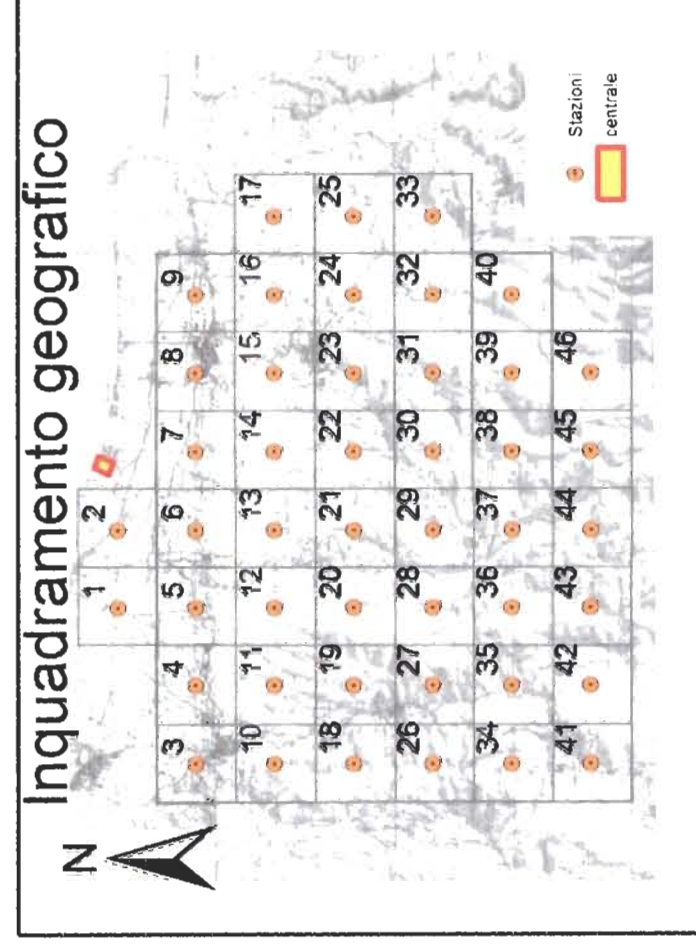 Inquadramento geografico
N
1 2
3 4 5 6 7 8 9
10 11 12 13 14 15 16 17
18 19 20 21 22 23 24 25
26 27 28 29 30 31 32 33
34 35 36 37 38 39 40
41 42 43 44 45 46
Stazioni
centrale